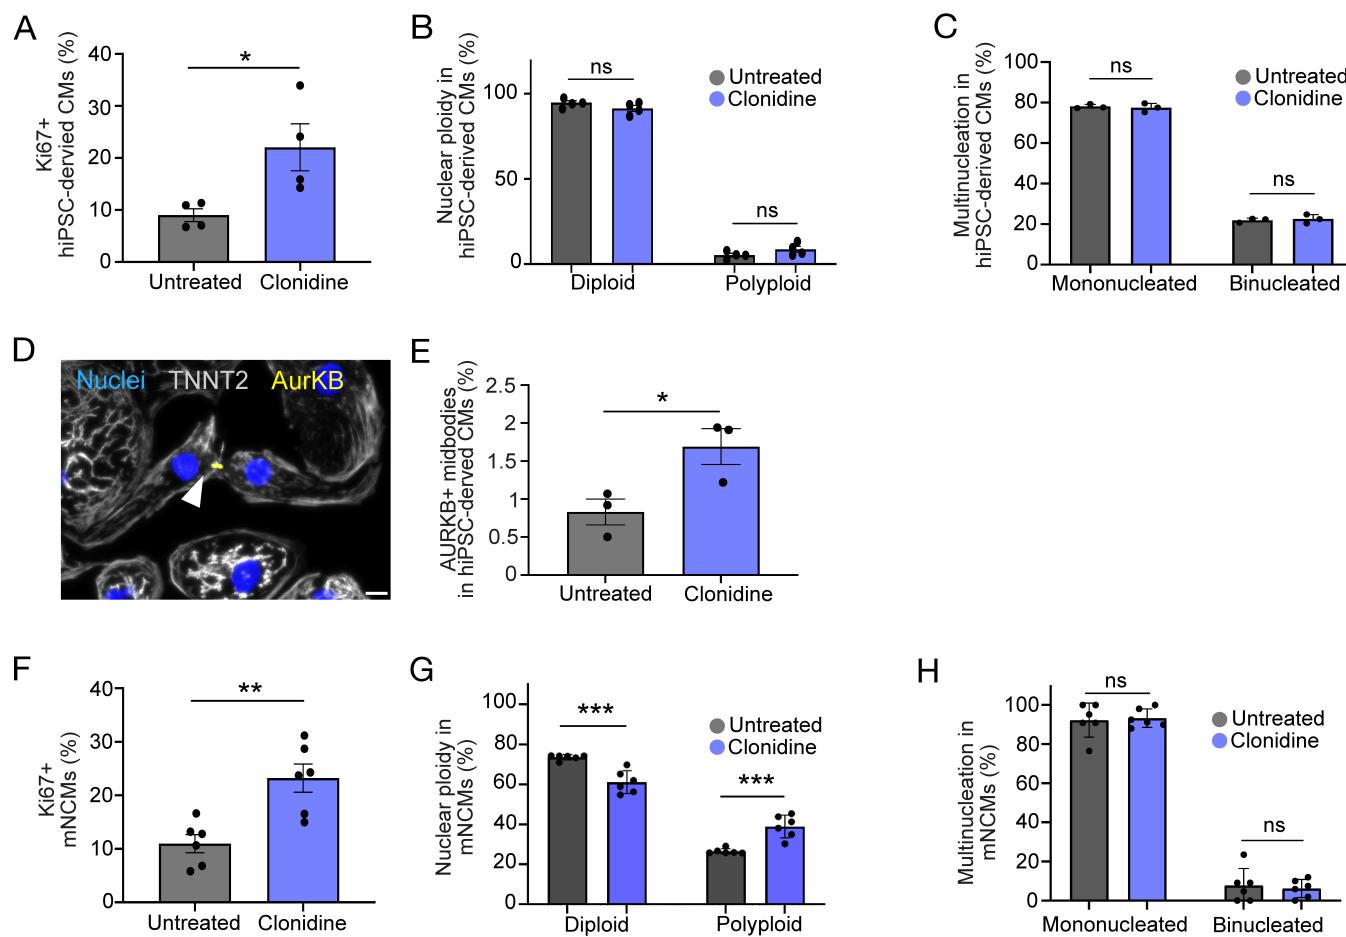 A
Ki67+
hiPSC-dervied CMs (%)
40
30
20
10
0
*
Untreated
Clonidine
B
Nuclear ploidy in
hiPSC-derived CMs (%)
100
50
0
ns
ns
Untreated
Clonidine
Diploid
Polyploid
C
Multinucleation in
hiPSC-derived CMs (%)
100
80
60
40
20
0
ns
ns
Untreated
Clonidine
Mononucleated
Binucleated
D
Nuclei TNNT2 AurKB
E
AURKB+ midbodies
in hiPSC-derved CMs (%)
2.5
2
1.5
1
0.5
0
*
Untreated
Clonidine
F
Ki67+
mNCMs (%)
40
30
20
10
0
**
Untreated
Clonidine
G
Nuclear ploidy in
mNCMs (%)
100
80
60
40
20
0
***
***
Untreated
Clonidine
Diploid
Polyploid
H
Multinucleation in
mNCMs (%)
100
80
60
40
20
0
ns
ns
Untreated
Clonidine
Mononucleated
Binucleated